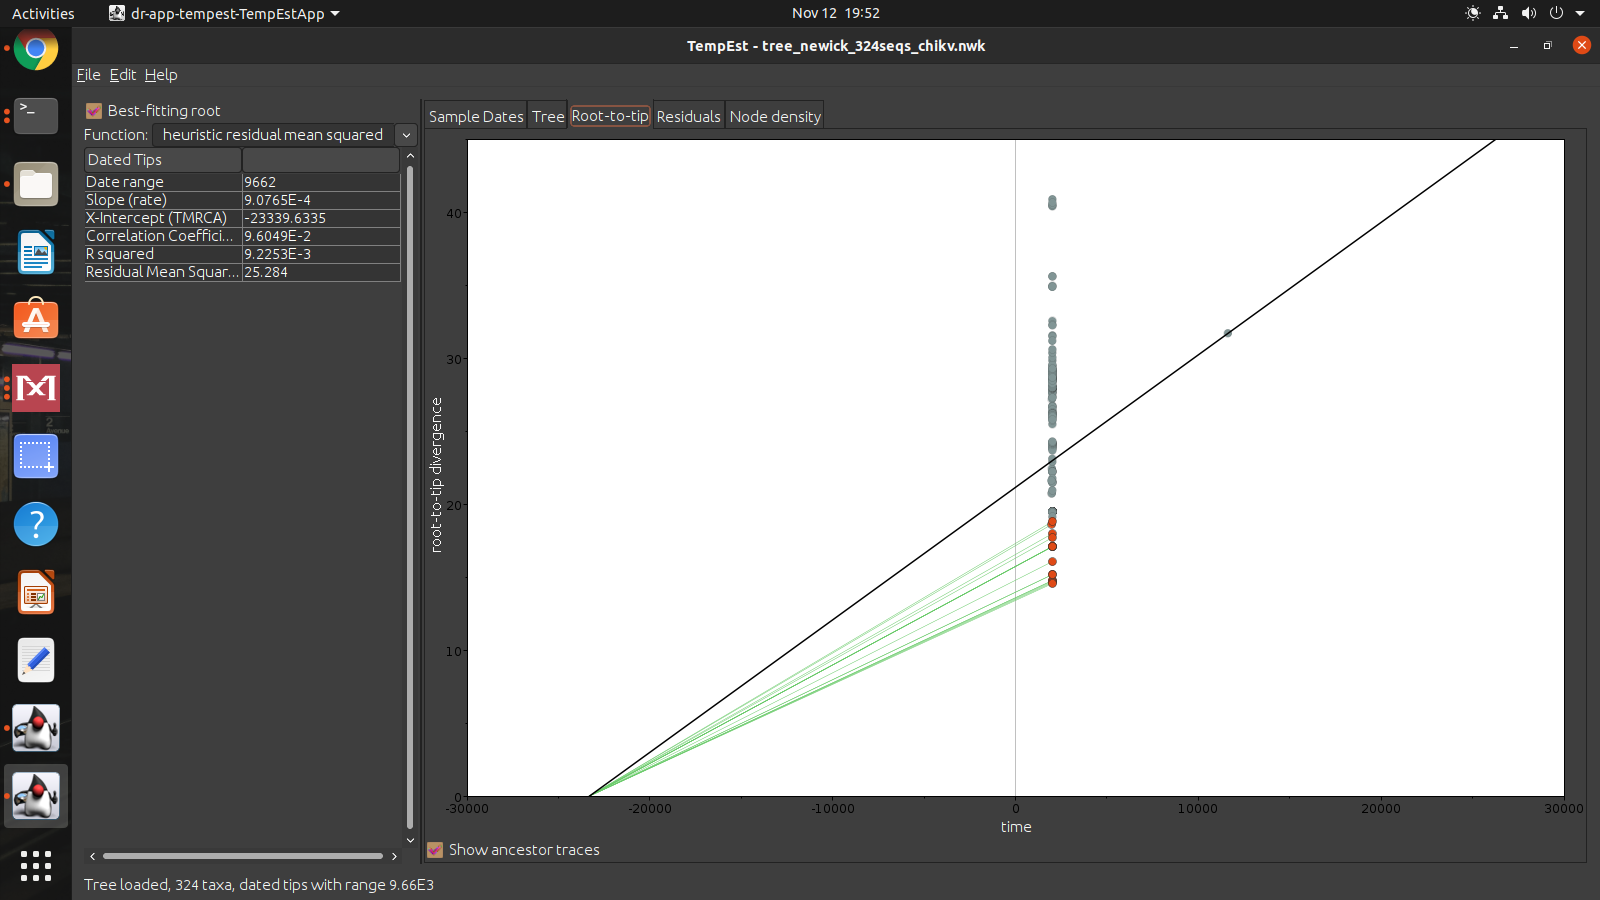 Activities
dr-app-tempest-TempEstApp
Nov 12 19:52
TempEst - tree_newick_324seqs_chikv.nwk
File Edit Help
Best-fitting root
Function: heuristic residual mean squared
Dated Tips
Date range 9662
Slope (rate) 9.0765E-4
X-Intercept (TMRCA) -23339.6335
Correlation Coeffici... 9.6049E-2
R squared 9.2253E-3
Residual Mean Squar... 25.284
Sample Dates Tree Root-to-tip Residuals Node density
40
30
20
10
0
root-to-tip divergence
-30000 -20000 -10000 0 10000 20000 30000
time
Show ancestor traces
Tree loaded, 324 taxa, dated tips with range 9.66E3